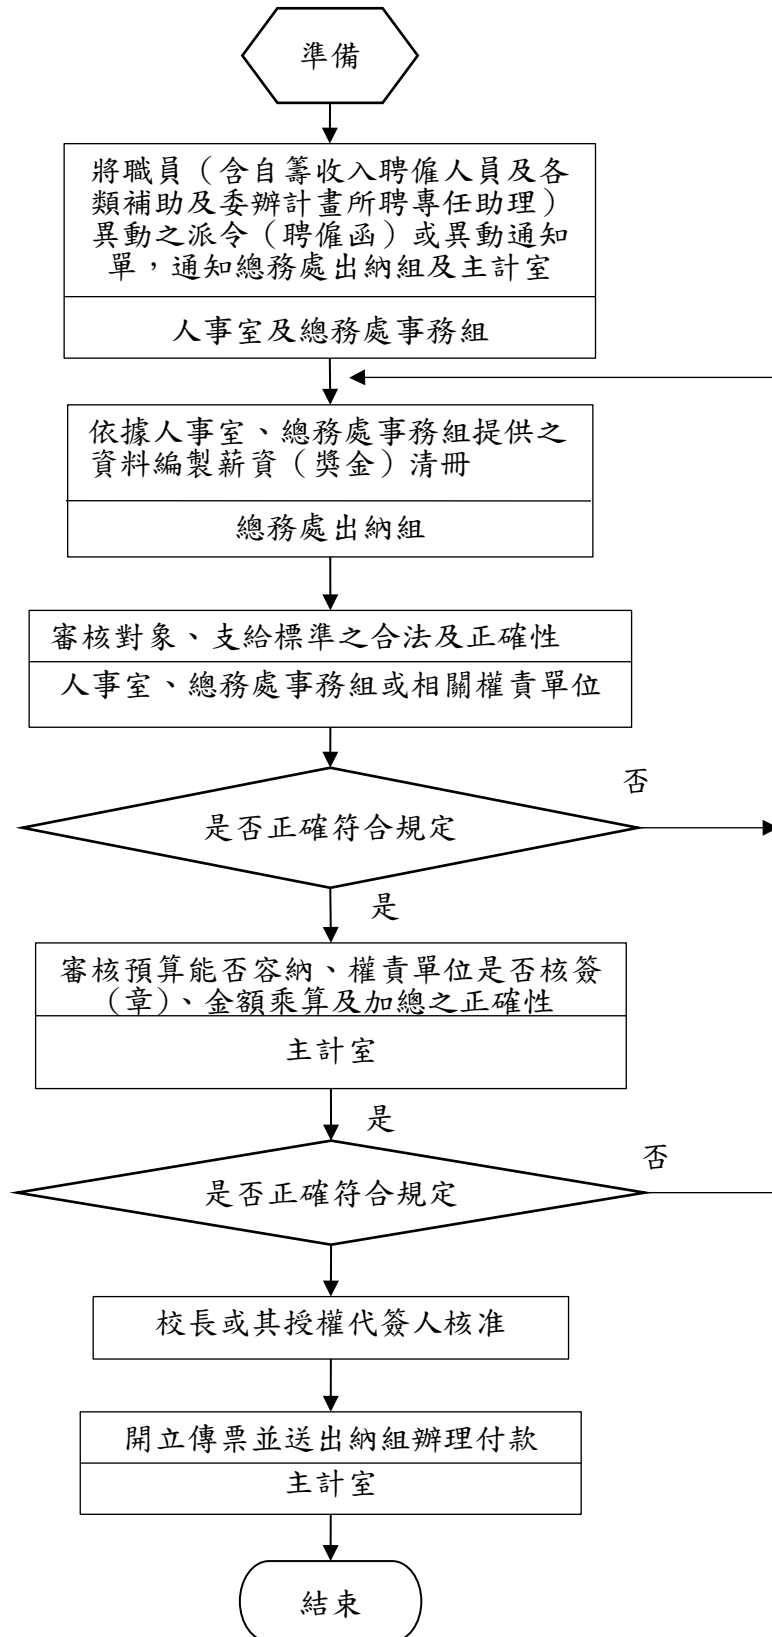 準備
將職員（含自籌收入聘僱人員及各
類補助及委辦計畫所聘專任助理）
異動之派令（聘僱函）或異動通知
單，通知總務處出納組及主計室
人事室及總務處事務組
依據人事室、總務處事務組提供之
資料編製薪資（獎金）清冊
總務處出納組
審核對象、支給標準之合法及正確性
人事室、總務處事務組或相關權責單位
否
是否正確符合規定
是
審核預算能否容納、權責單位是否核簽
(章)、金額乘算及加總之正確性
主計室
是
否
是否正確符合規定
校長或其授權代簽人核准
開立傳票並送出納組辦理付款
主計室
結束